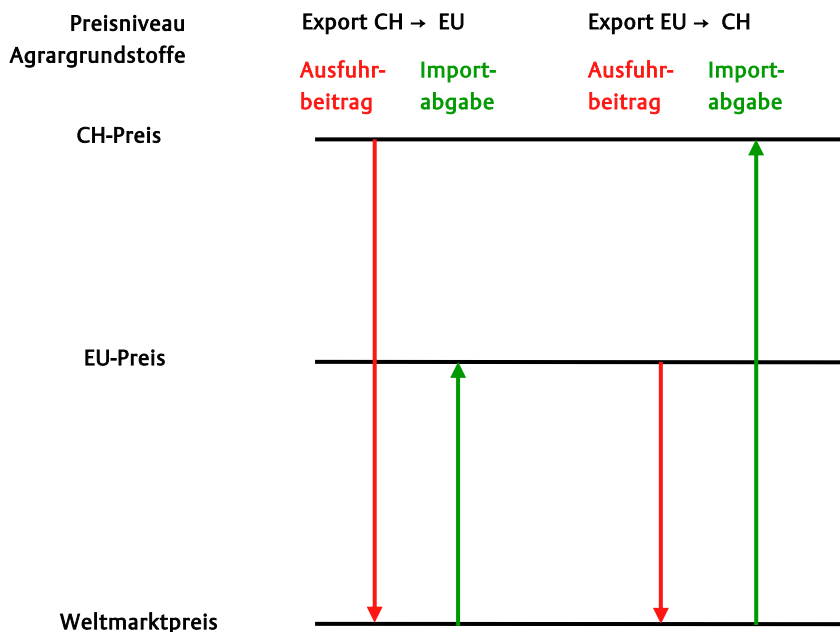 Preisniveau
Agrargrundstoffe
Export CH → EU
Export EU → CH
Ausfuhr-
beitrag
Import-
abgabe
Ausfuhr-
beitrag
Import-
abgabe
CH-Preis
EU-Preis
Weltmarktpreis